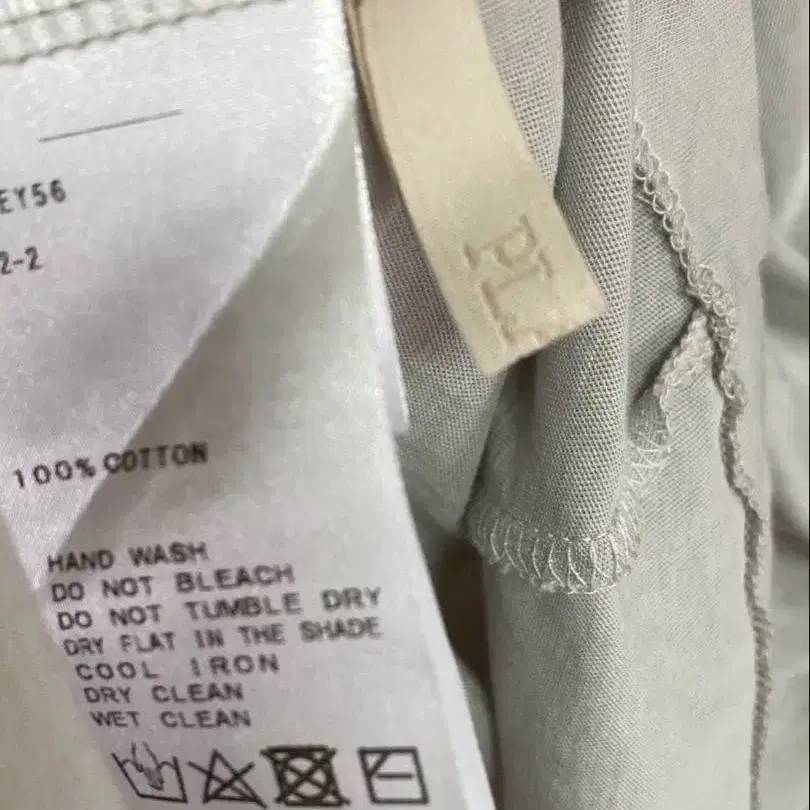 EY56
2-2
PL
100% COTTON
HAND WASH
DO NOT BLEACH
DO NOT TUMBLE DRY
DRY FLAT IN THE SHADE
COOL IRON
DRY CLEAN
WET CLEAN